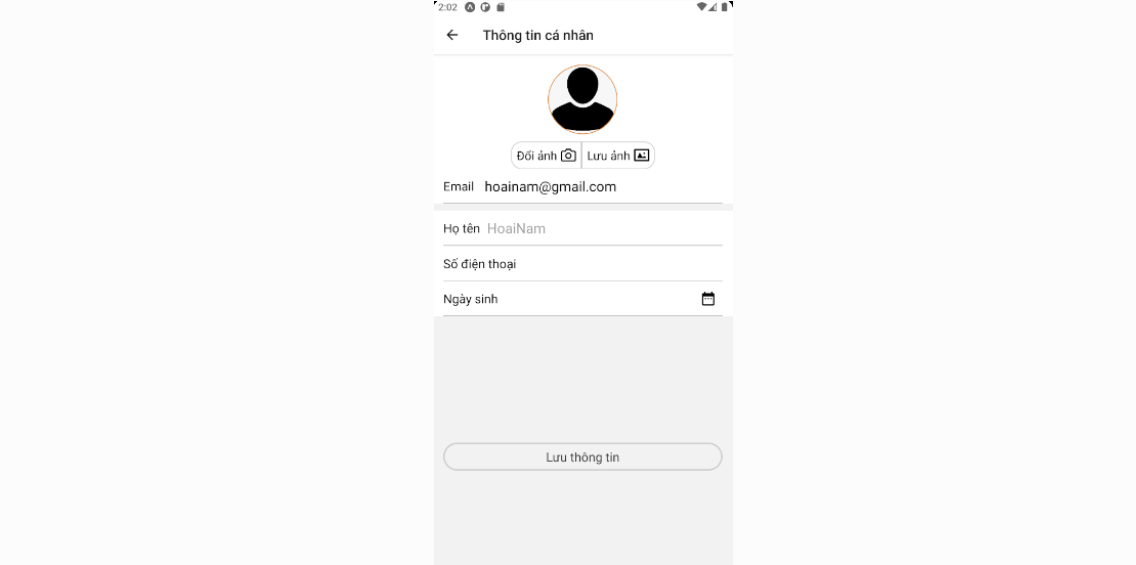 2:02
Thông tin cá nhân
Đổi ảnh Lưu ảnh
Email hoainam@gmail.com
Họ tên HoaiNam
Số điện thoại
Ngày sinh
Lưu thông tin